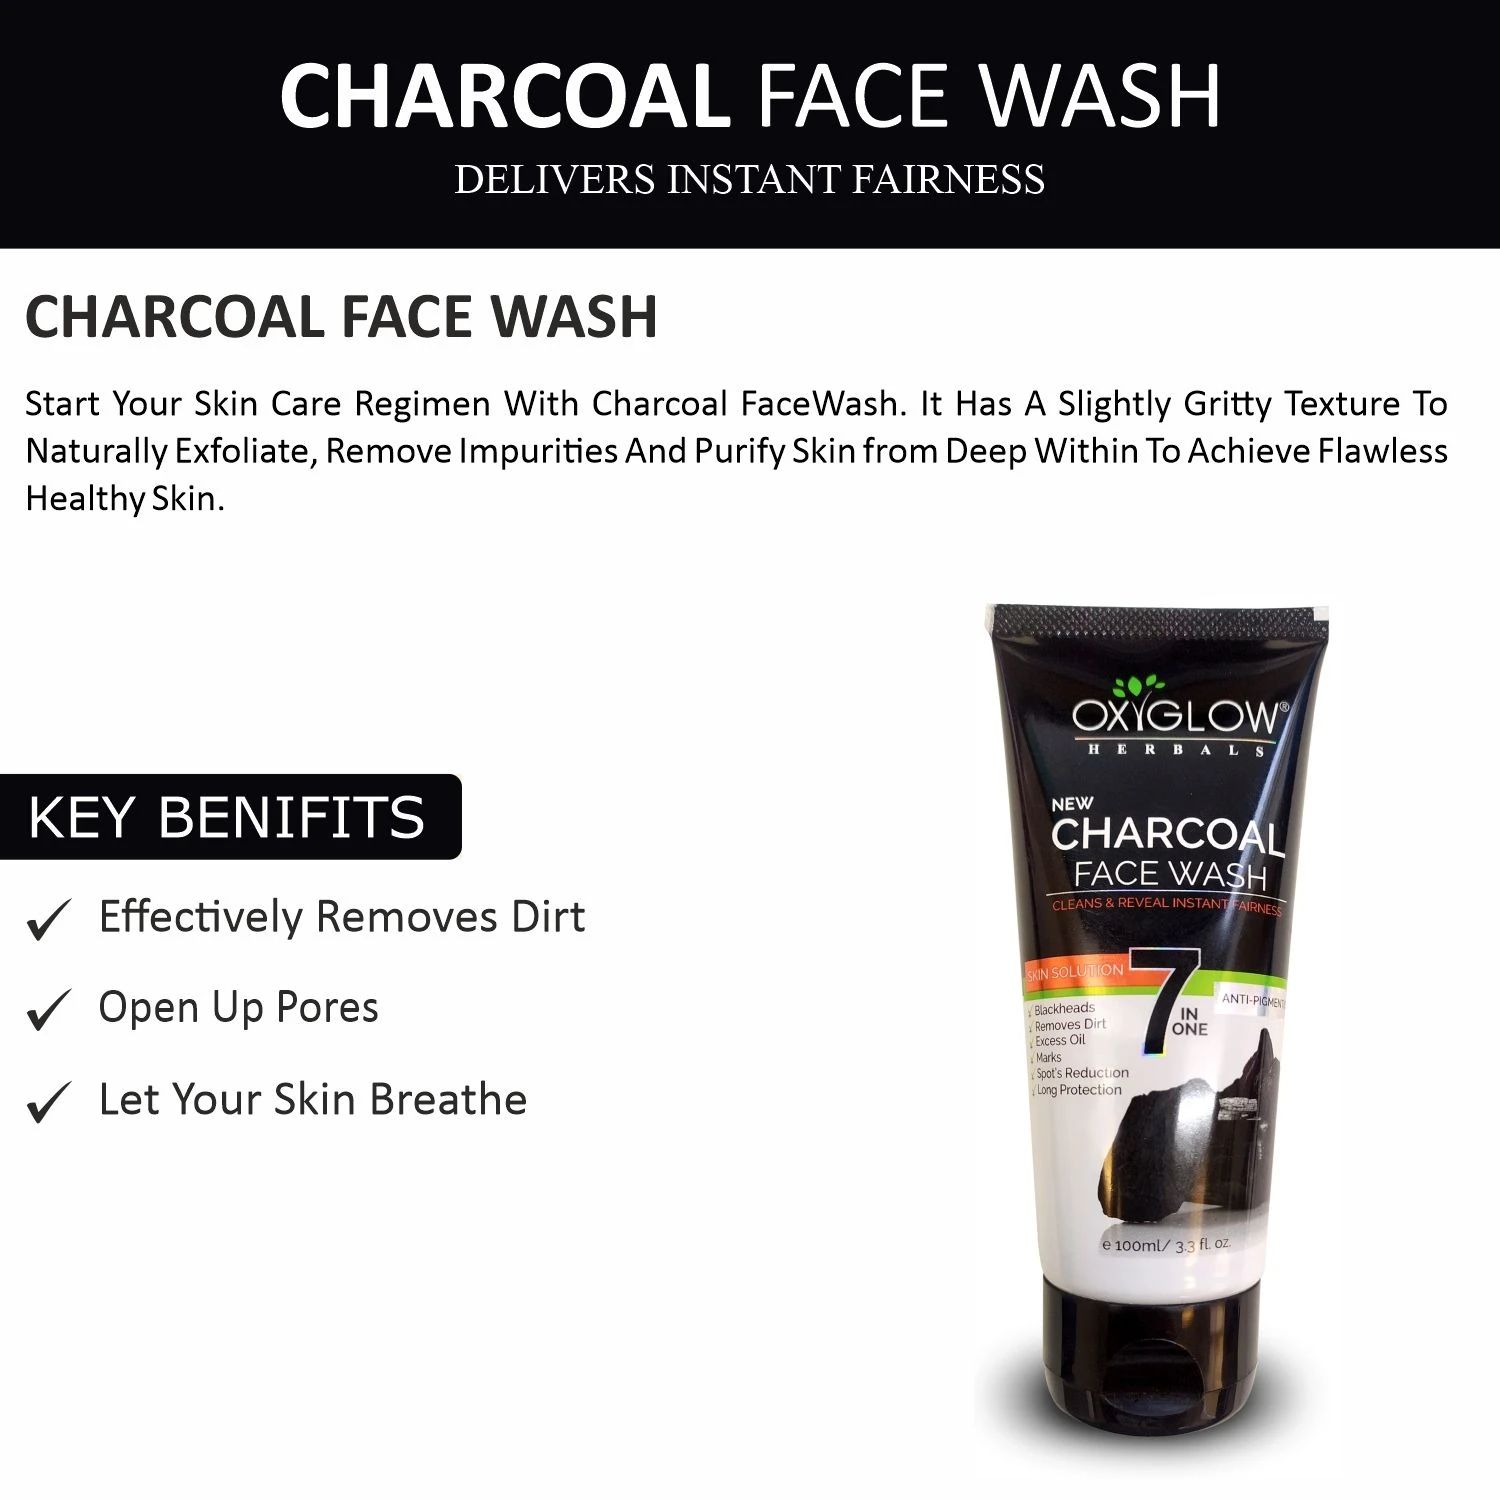 CHARCOAL FACE WASH
DELIVERS INSTANT FAIRNESS
CHARCOAL FACE WASH
Start Your Skin Care Regimen With Charcoal FaceWash. It Has A Slightly Gritty Texture To
Naturally Exfoliate, Remove Impurities And Purify Skin from Deep Within To Achieve Flawless
Healthy Skin.
KEY BENIFITS
✓ Effectively Removes Dirt
✓ Open Up Pores
✓ Let Your Skin Breathe
OXYGLOW®
HERBALS
NEW
CHARCOAL
FACE WASH
CLEANS & REVEAL INSTANT FAIRNESS
SKIN SOLUTION
7
IN
ONE
✓ Blackheads
✓ Removes Dirt
✓ Excess Oil
✓ Marks
✓ Spot's Reduction
✓ Long Protection
e 100ml/ 3.3 fl. oz.